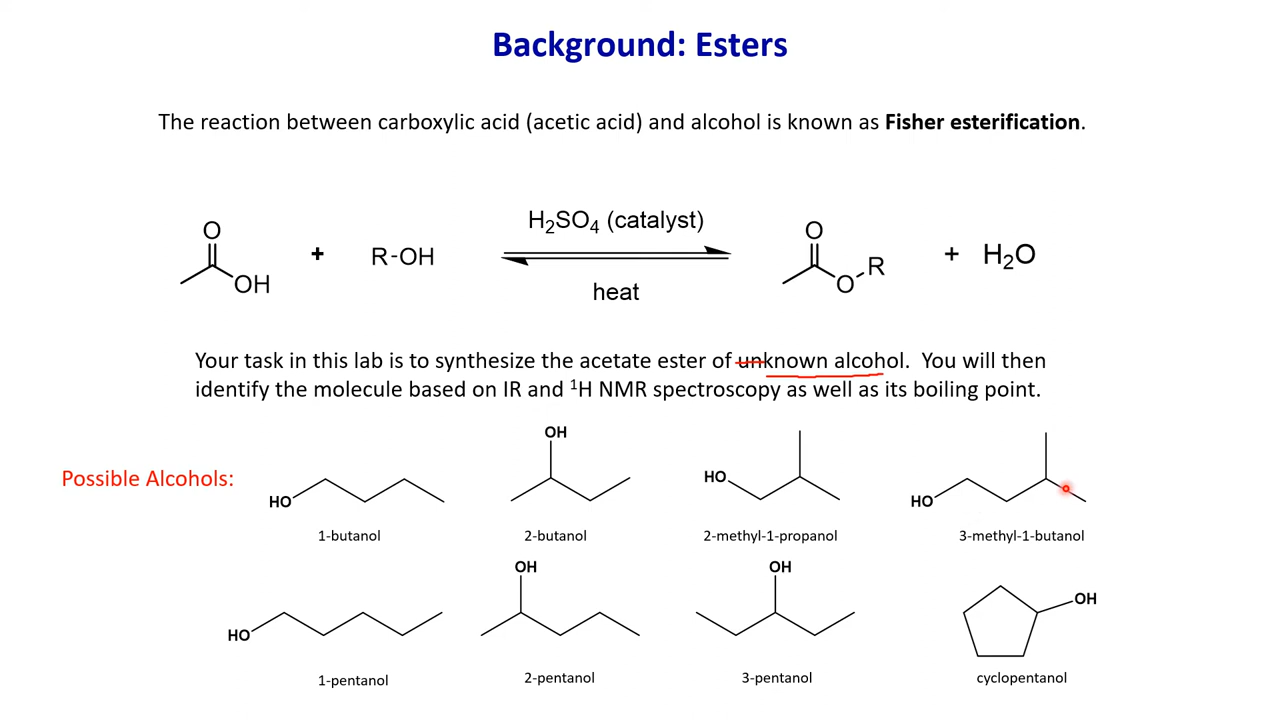 Background: Esters
The reaction between carboxylic acid (acetic acid) and alcohol is known as Fisher esterification.
H₂SO₄ (catalyst)
O
OH
+
R-OH
heat
O
O
R
+ H₂O
Your task in this lab is to synthesize the acetate ester of unknown alcohol. You will then
identify the molecule based on IR and ¹H NMR spectroscopy as well as its boiling point.
Possible Alcohols:
HO
1-butanol
OH
2-butanol
HO
2-methyl-1-propanol
HO
3-methyl-1-butanol
HO
1-pentanol
OH
2-pentanol
OH
3-pentanol
OH
cyclopentanol